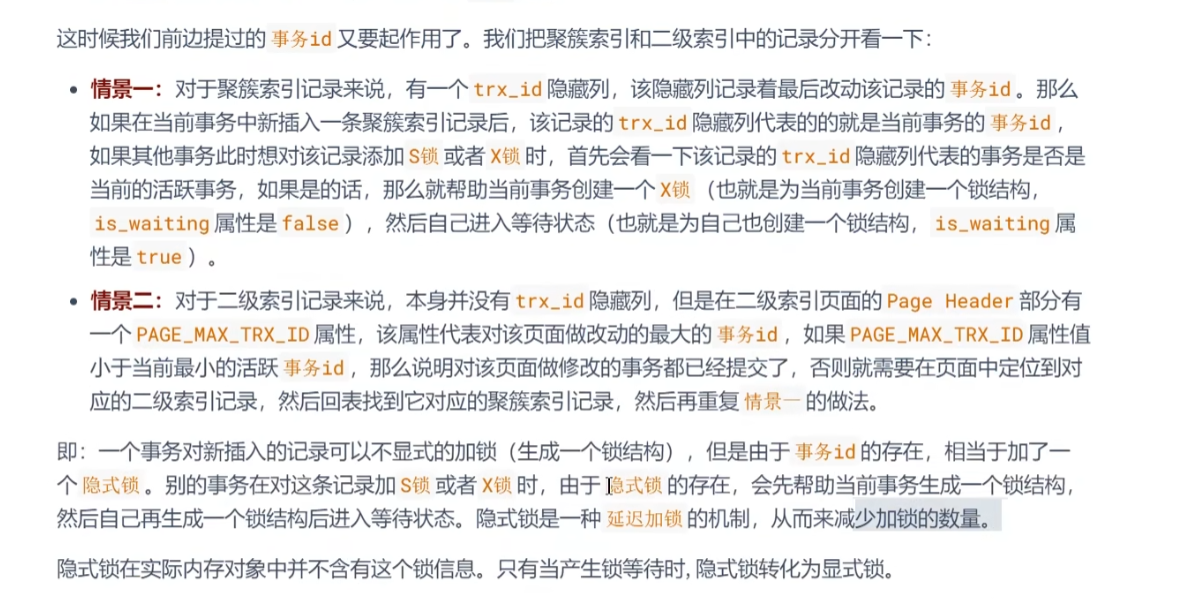 这时候我们前边提过的 事务id 又要起作用了。我们把聚簇索引和二级索引中的记录分开看一下：
• 情景一：对于聚簇索引记录来说，有一个 trx_id 隐藏列，该隐藏列记录着最后改动该记录的 事务id 。那么
如果在当前事务中新插入一条聚簇索引记录后，该记录的 trx_id 隐藏列代表的的就是当前事务的 事务id ，
如果其他事务此时想对该记录添加 S锁 或者 X锁 时，首先会看一下该记录的 trx_id 隐藏列代表的事务是否是
当前的活跃事务，如果是的话，那么就帮助当前事务创建一个 X锁 （也就是为当前事务创建一个锁结构，
is_waiting 属性是 false ），然后自己进入等待状态（也就是为自己也创建一个锁结构， is_waiting 属
性是 true ）。
• 情景二：对于二级索引记录来说，本身并没有 trx_id 隐藏列，但是在二级索引页面的 Page Header 部分有
一个 PAGE_MAX_TRX_ID 属性，该属性代表对该页面做改动的最大的 事务id ，如果 PAGE_MAX_TRX_ID 属性值
小于当前最小的活跃 事务id ，那么说明对该页面做修改的事务都已经提交了，否则就需要在页面中定位到对
应的二级索引记录，然后回表找到它对应的聚簇索引记录，然后再重复 情景一 的做法。
即：一个事务对新插入的记录可以不显式的加锁（生成一个锁结构），但是由于 事务id 的存在，相当于加了一
个 隐式锁 。别的事务在对这条记录加 S锁 或者 X锁 时，由于 隐式锁 的存在，会先帮助当前事务生成一个锁结构，
然后自己再生成一个锁结构后进入等待状态。隐式锁是一种 延迟加锁 的机制，从而来减少加锁的数量。
隐式锁在实际内存对象中并不含有这个锁信息。只有当产生锁等待时, 隐式锁转化为显式锁。